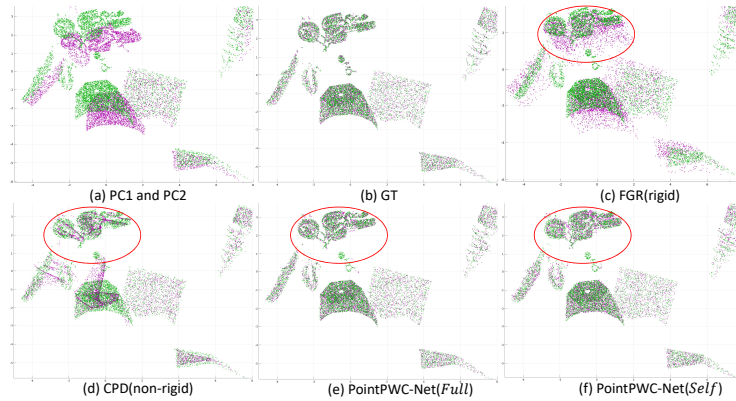 (a) PC1 and PC2
(b) GT
(c) FGR(rigid)
(d) CPD(non-rigid)
(e) PointPWC-Net(Full)
(f) PointPWC-Net(Self)